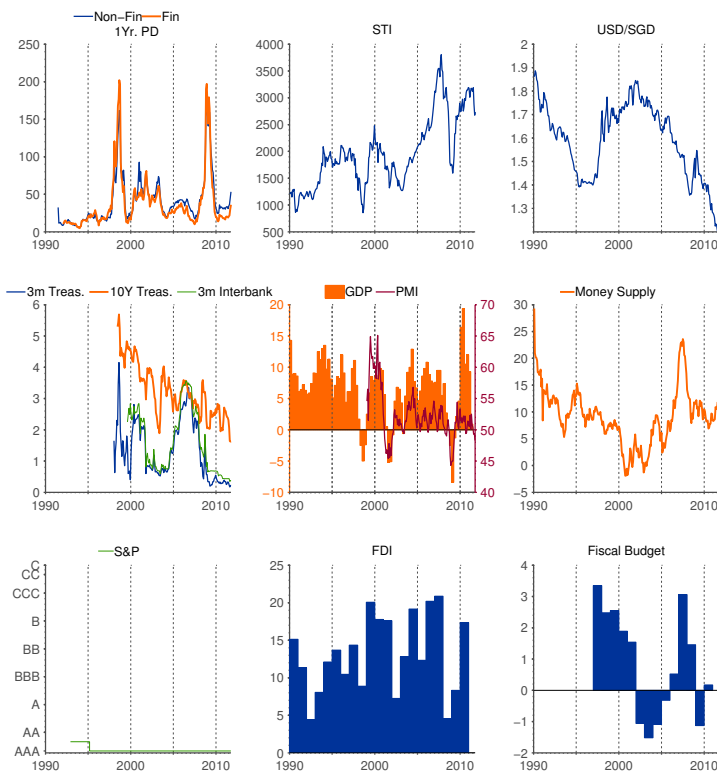 Non−Fin Fin
1Yr. PD
250
200
150
100
50
0
1990 2000 2010
STI
4000
3500
3000
2500
2000
1500
1000
500
1990 2000 2010
USD/SGD
2
1.9
1.8
1.7
1.6
1.5
1.4
1.3
1990 2000 2010
3m Treas. 10Y Treas. 3m Interbank
6
5
4
3
2
1
0
1990 2000 2010
GDP PMI
20 70
15 65
10 60
5 55
0 50
−5 45
−10 40
1990 2000 2010
Money Supply
30
25
20
15
10
5
0
−5
1990 2000 2010
S&P
C
CC
CCC
B
BB
BBB
A
AA
AAA
1990 2000 2010
FDI
25
20
15
10
5
0
1990 2000 2010
Fiscal Budget
4
3
2
1
0
−1
−2
1990 2000 2010